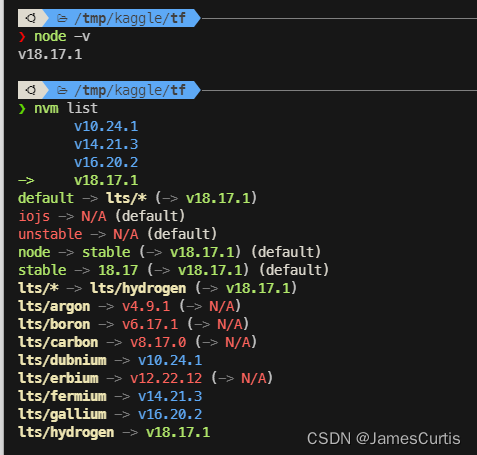 /tmp/kaggle/tf
❯ node -v
v18.17.1
/tmp/kaggle/tf
❯ nvm list
v10.24.1
v14.21.3
v16.20.2
-> v18.17.1
default -> lts/* (-> v18.17.1)
iojs -> N/A (default)
unstable -> N/A (default)
node -> stable (-> v18.17.1) (default)
stable -> 18.17 (-> v18.17.1) (default)
lts/* -> lts/hydrogen (-> v18.17.1)
lts/argon -> v4.9.1 (-> N/A)
lts/boron -> v6.17.1 (-> N/A)
lts/carbon -> v8.17.0 (-> N/A)
lts/dubnium -> v10.24.1
lts/erbium -> v12.22.12 (-> N/A)
lts/fermium -> v14.21.3
lts/gallium -> v16.20.2
lts/hydrogen -> v18.17.1
CSDN @JamesCurtis